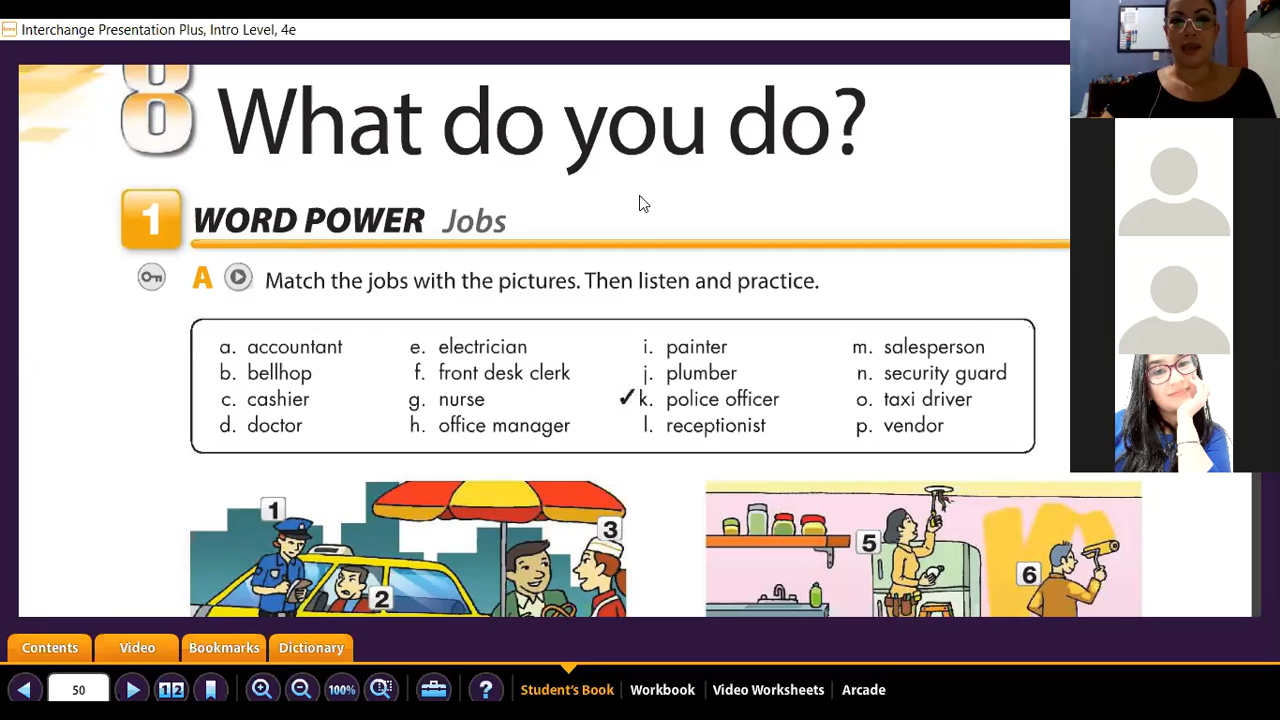 Interchange Presentation Plus, Intro Level, 4e
8 What do you do?
1 WORD POWER Jobs
A Match the jobs with the pictures. Then listen and practice.
a. accountant e. electrician i. painter m. salesperson
b. bellhop f. front desk clerk j. plumber n. security guard
c. cashier g. nurse ✓k. police officer o. taxi driver
d. doctor h. office manager l. receptionist p. vendor
1
3
5
6
2
Contents Video Bookmarks Dictionary
50 1 2 100% ? Student's Book Workbook Video Worksheets Arcade